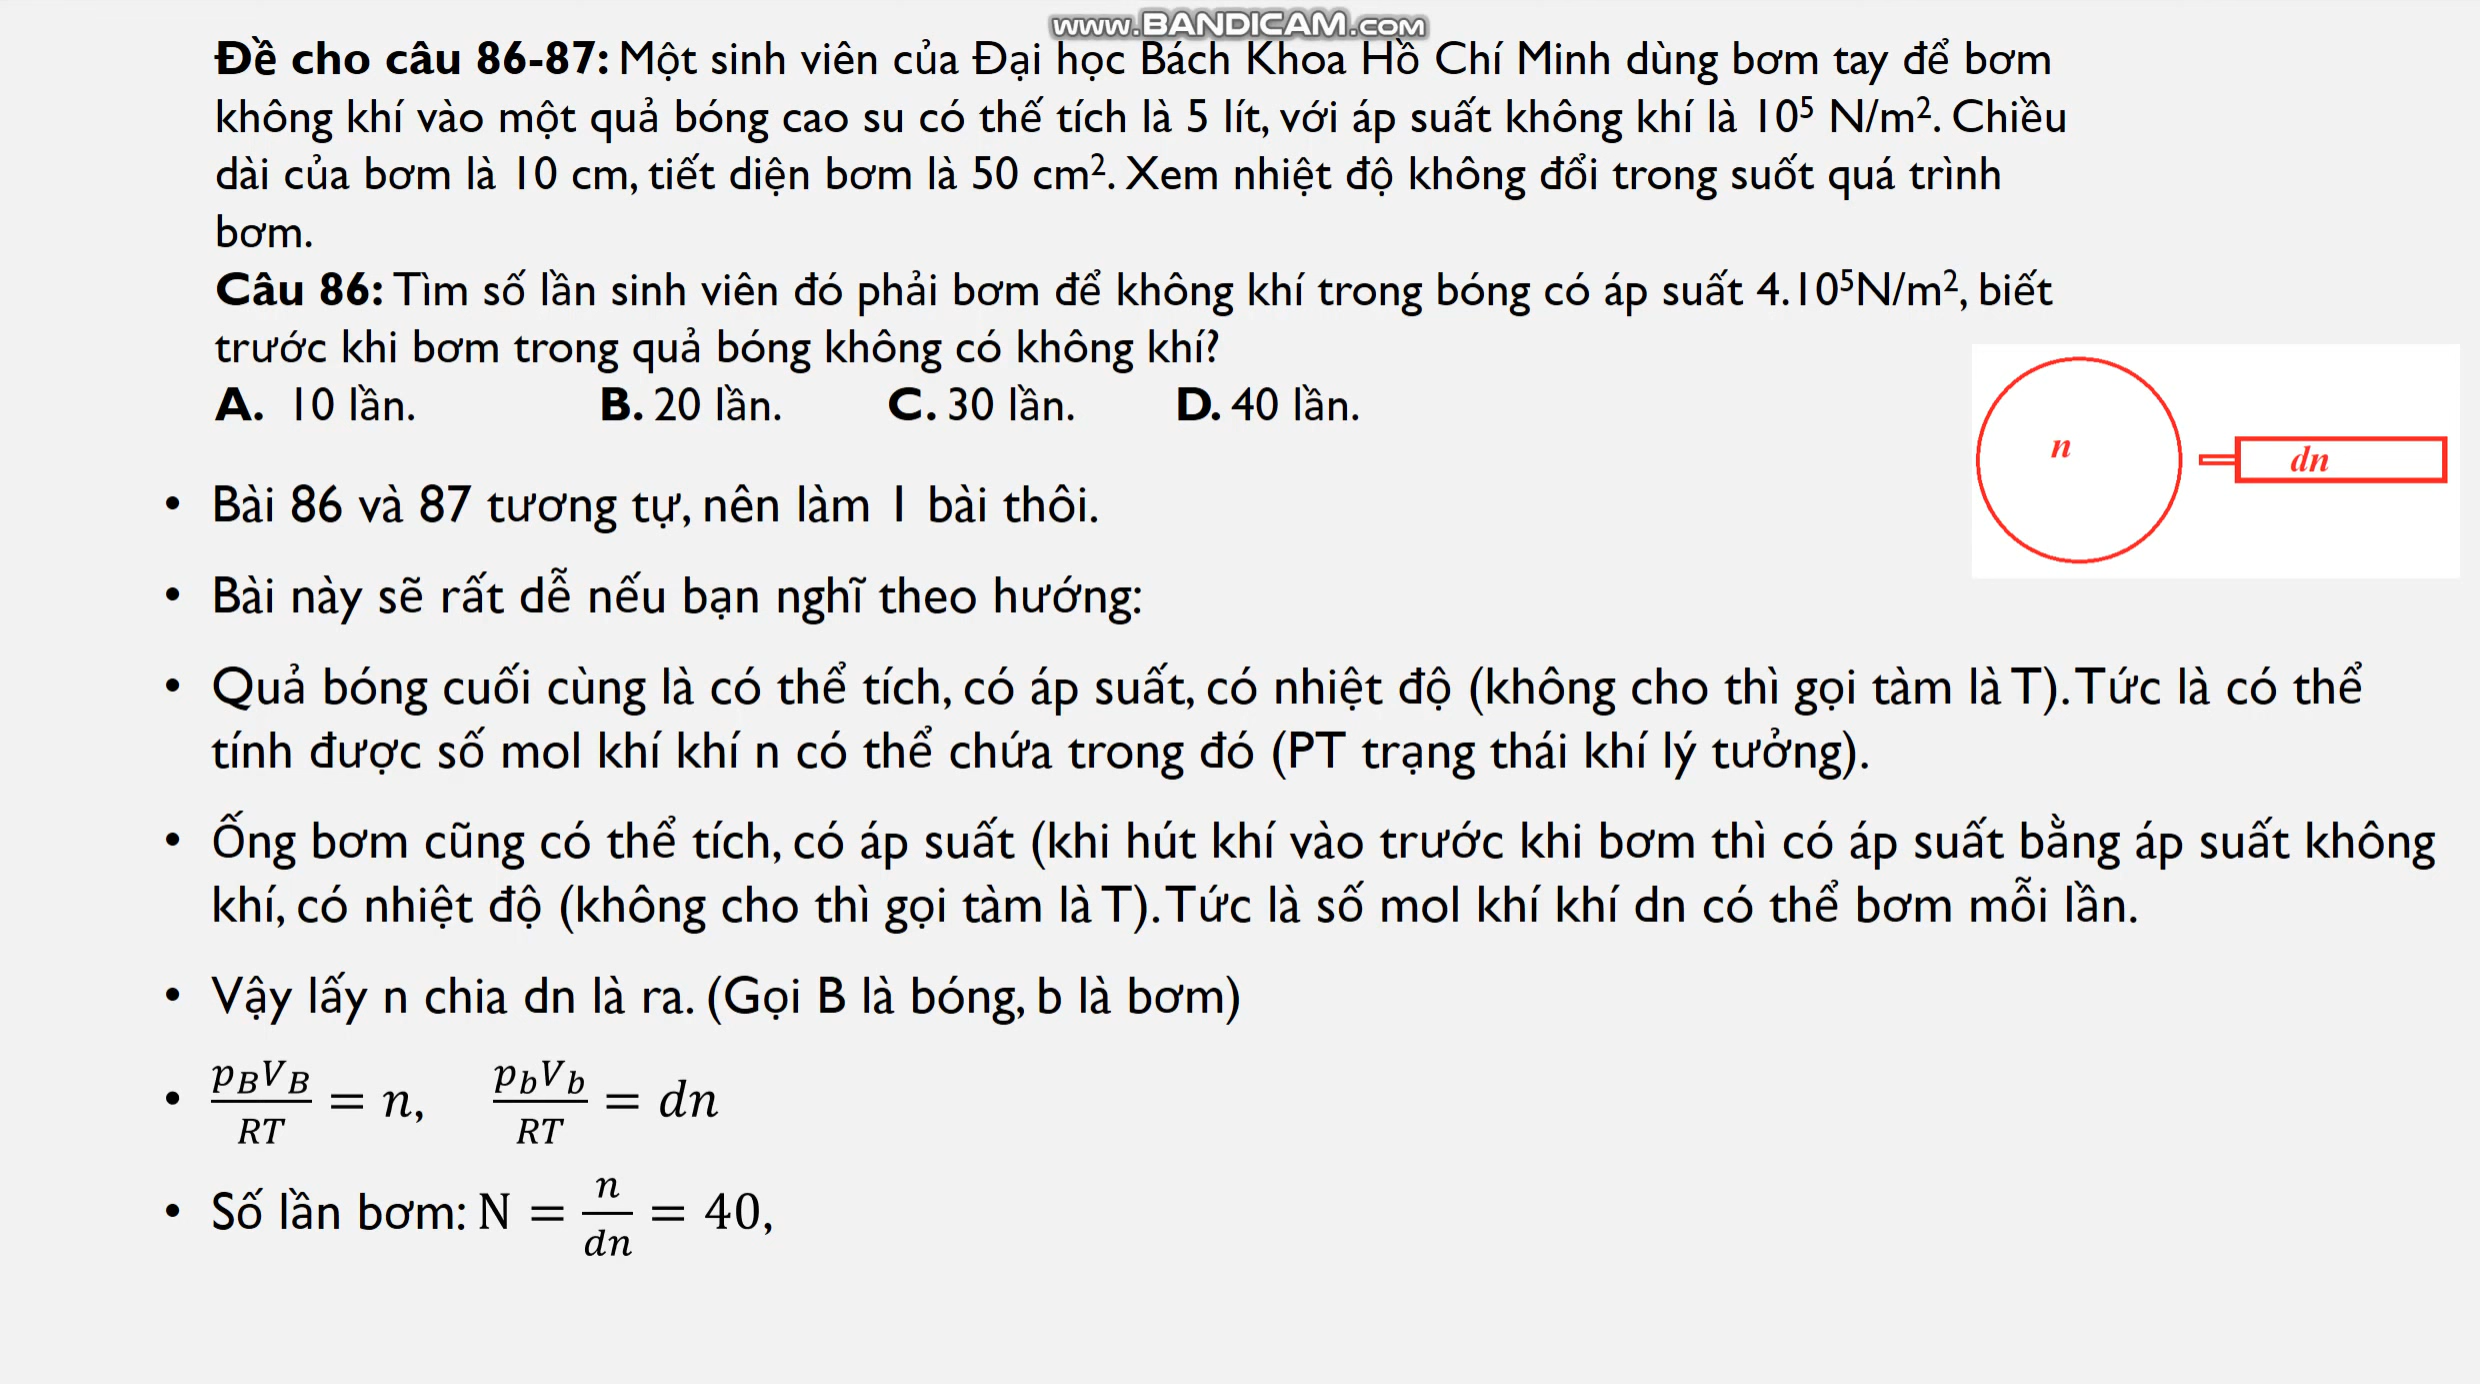 www.BANDICAM.com
Đề cho câu 86-87: Một sinh viên của Đại học Bách Khoa Hồ Chí Minh dùng bơm tay để bơm
không khí vào một quả bóng cao su có thế tích là 5 lít, với áp suất không khí là 10⁵ N/m². Chiều
dài của bơm là 10 cm, tiết diện bơm là 50 cm². Xem nhiệt độ không đổi trong suốt quá trình
bơm.
Câu 86: Tìm số lần sinh viên đó phải bơm để không khí trong bóng có áp suất 4.10⁵N/m², biết
trước khi bơm trong quả bóng không có không khí?
A. 10 lần. B. 20 lần. C. 30 lần. D. 40 lần.
n
dn
• Bài 86 và 87 tương tự, nên làm 1 bài thôi.
• Bài này sẽ rất dễ nếu bạn nghĩ theo hướng:
• Quả bóng cuối cùng là có thể tích, có áp suất, có nhiệt độ (không cho thì gọi tàm là T). Tức là có thể
tính được số mol khí khí n có thể chứa trong đó (PT trạng thái khí lý tưởng).
• Ống bơm cũng có thể tích, có áp suất (khi hút khí vào trước khi bơm thì có áp suất bằng áp suất không
khí, có nhiệt độ (không cho thì gọi tàm là T). Tức là số mol khí khí dn có thể bơm mỗi lần.
• Vậy lấy n chia dn là ra. (Gọi B là bóng, b là bơm)
• \frac{p_B V_B}{RT} = n, \frac{p_b V_b}{RT} = dn
• Số lần bơm: N = \frac{n}{dn} = 40,